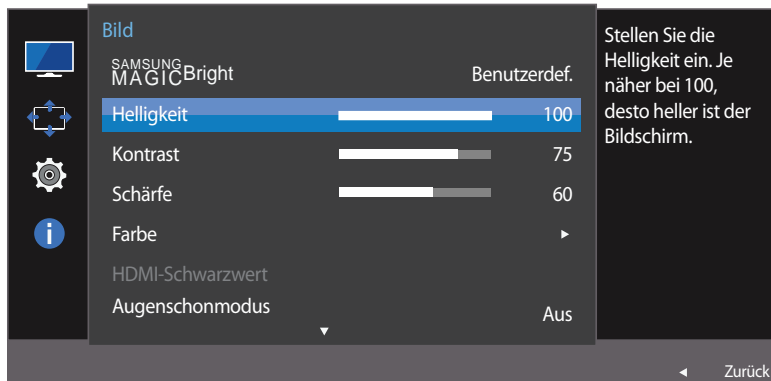 Bild
SAMSUNG
MAGICBright Benutzerdef.
Helligkeit 100
Kontrast 75
Schärfe 60
Farbe
HDMI-Schwarzwert
Augenschonmodus Aus
Stellen Sie die
Helligkeit ein. Je
näher bei 100,
desto heller ist der
Bildschirm.
Zurück